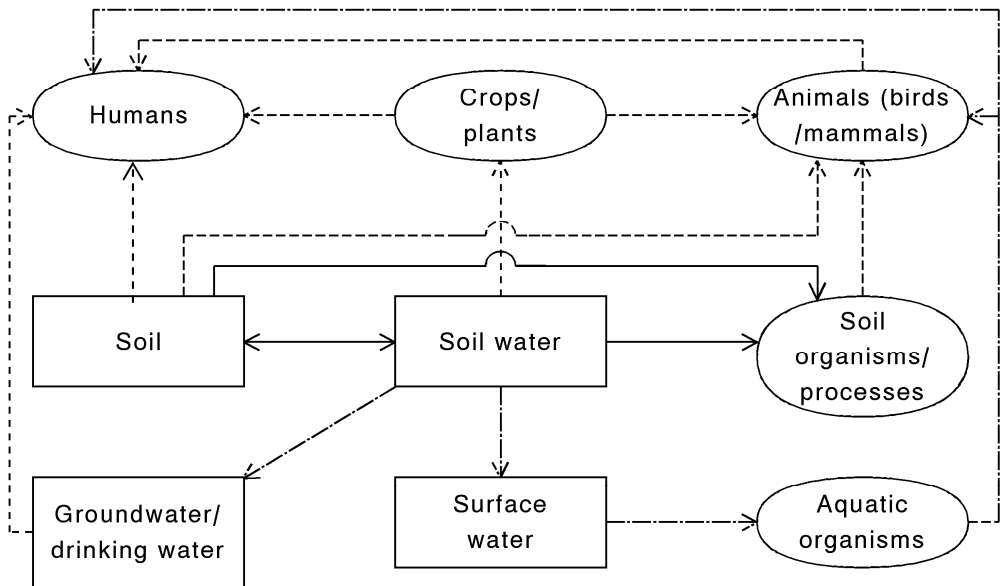 Humans
Crops/
plants
Animals (birds
/mammals)
Soil
Soil water
Soil
organisms/
processes
Groundwater/
drinking water
Surface
water
Aquatic
organisms